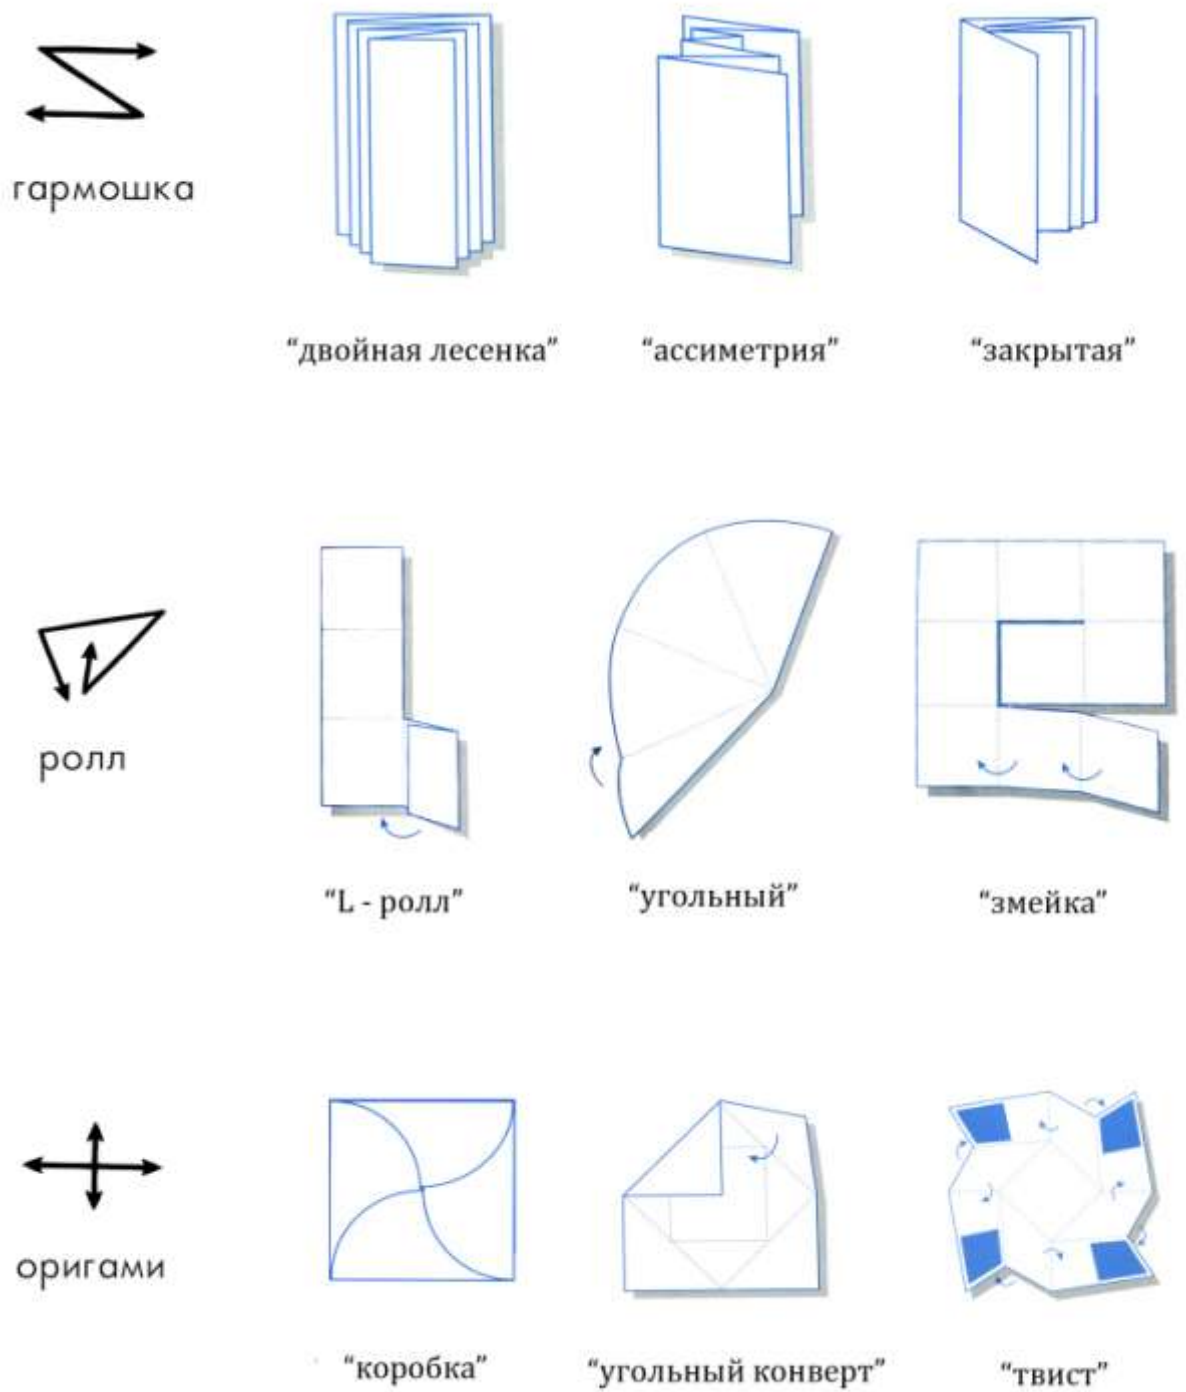 гармошка
“двойная лесенка”
“ассиметрия”
“закрытая”
ролл
“L - ролл”
“угольный”
“змейка”
оригами
“коробка”
“угольный конверт”
“твист”